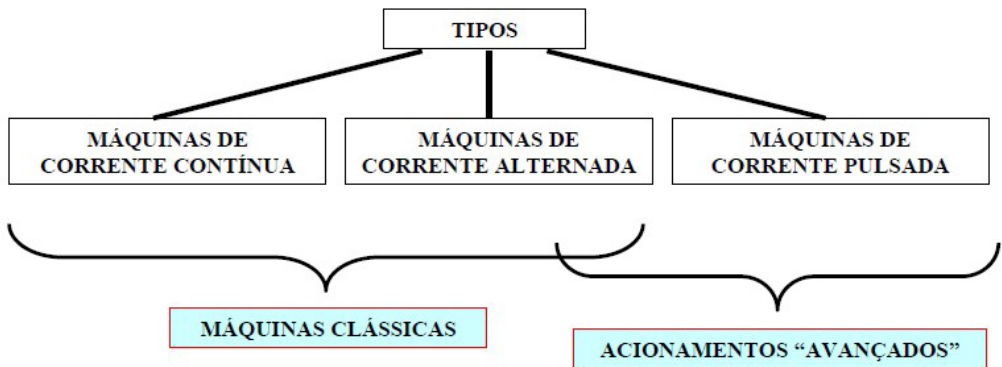 TIPOS
MÁQUINAS DE
CORRENTE CONTÍNUA
MÁQUINAS DE
CORRENTE ALTERNADA
MÁQUINAS DE
CORRENTE PULSADA
MÁQUINAS CLÁSSICAS
ACIONAMENTOS “AVANÇADOS”